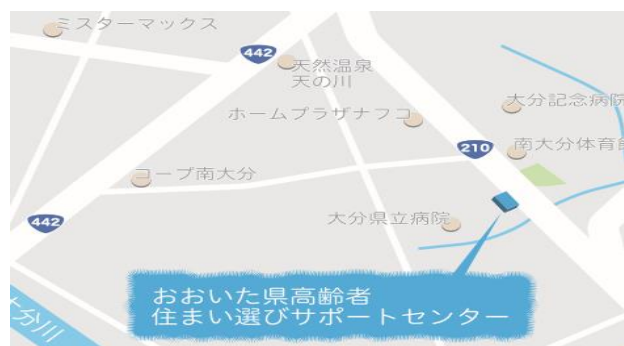 ミスターマックス
442
天然温泉
天の川
ホームプラザナフコ
大分記念病院
210
南大分体育館
コープ南大分
442
大分県立病院
おおいた県高齢者
住まい選びサポートセンター
大分川